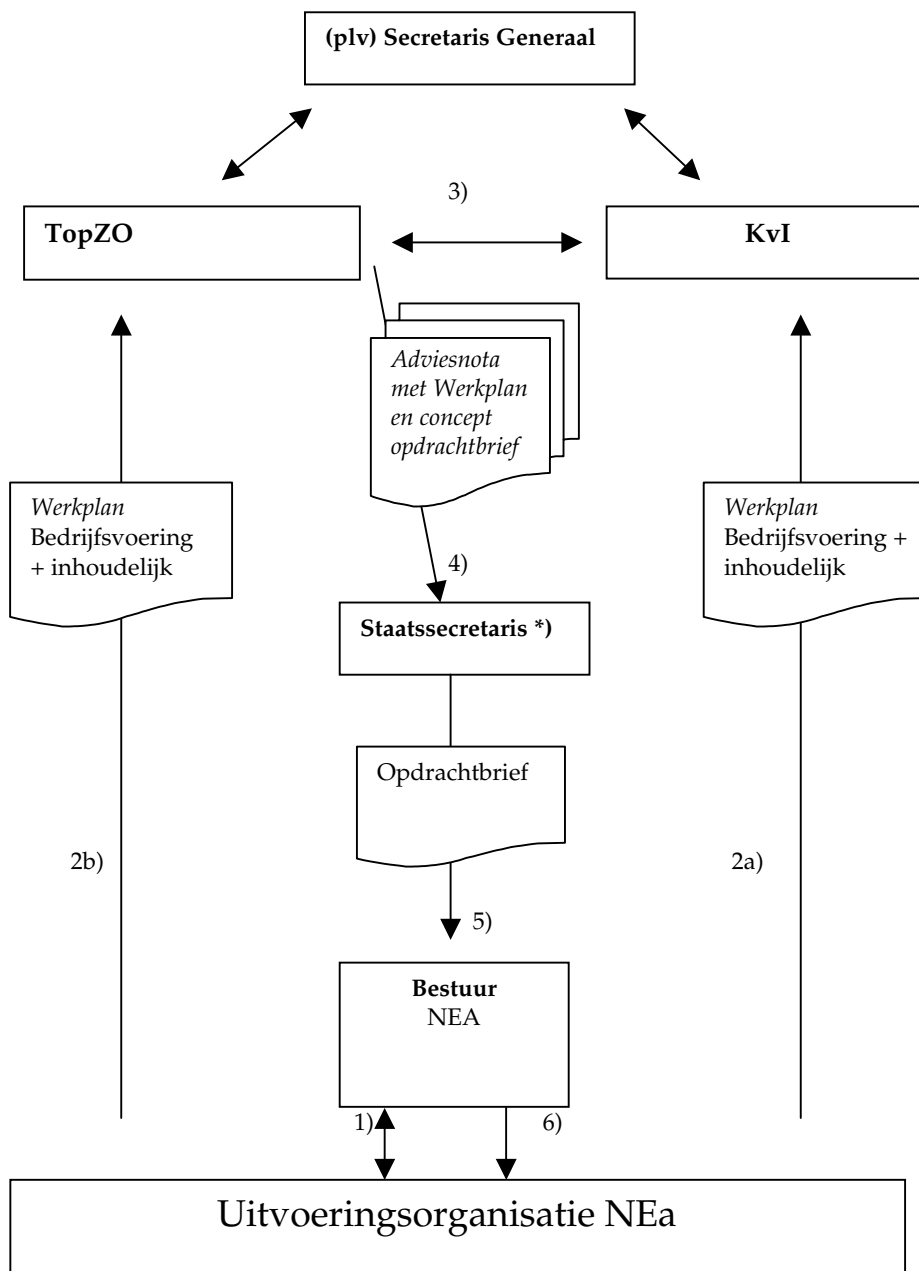 (plv) Secretaris Generaal
3)
TopZO
KvI
Adviesnota
met Werkplan
en concept
opdrachtbrief
Werkplan
Bedrijfsvoering
+ inhoudelijk
Werkplan
Bedrijfsvoering +
inhoudelijk
4)
Staatssecretaris *)
Opdrachtbrief
2b)
2a)
5)
Bestuur
NEA
1)
6)
Uitvoeringsorganisatie NEa